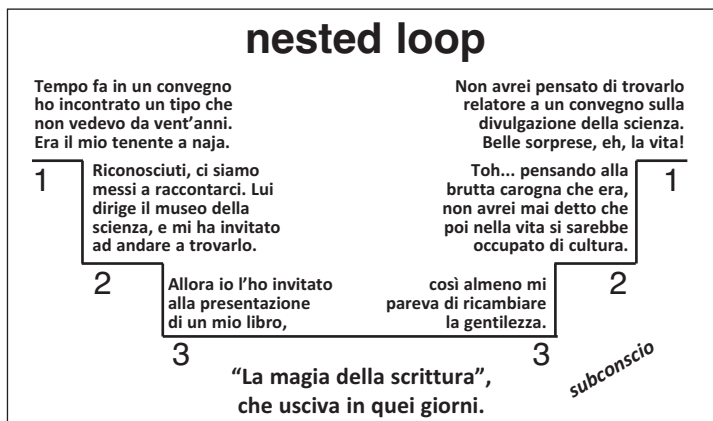 nested loop
Tempo fa in un convegno
ho incontrato un tipo che
non vedevo da vent'anni.
Era il mio tenente a naja.
1
Riconosciuti, ci siamo
messi a raccontarci. Lui
dirige il museo della
scienza, e mi ha invitato
ad andare a trovarlo.
2
Allora io l'ho invitato
alla presentazione
di un mio libro,
3
"La magia della scrittura",
che usciva in quei giorni.
così almeno mi
pareva di ricambiare
la gentilezza.
3
Toh... pensando alla
brutta carogna che era,
non avrei mai detto che
poi nella vita si sarebbe
occupato di cultura.
2
Non avrei pensato di trovarlo
relatore a un convegno sulla
divulgazione della scienza.
Belle sorprese, eh, la vita!
1
subconscio